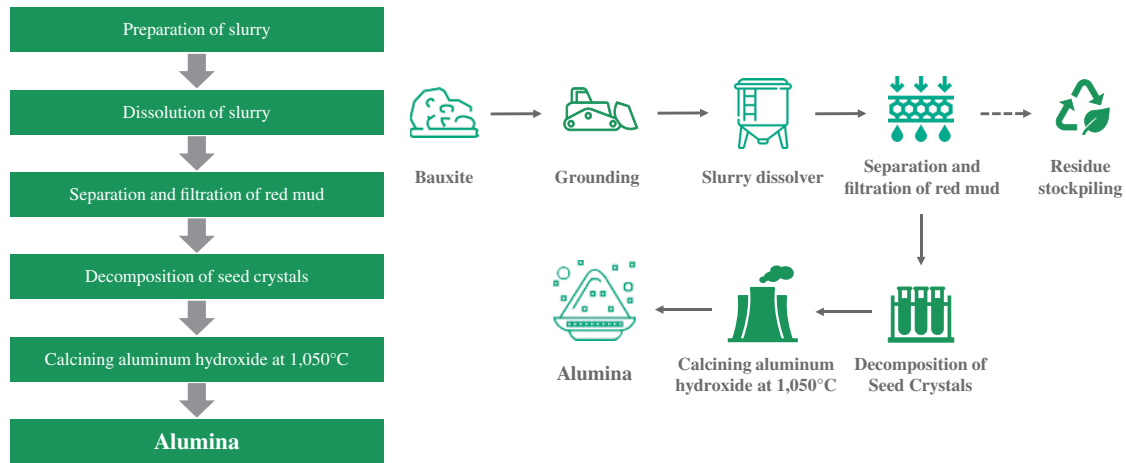 Preparation of slurry
Dissolution of slurry
Separation and filtration of red mud
Decomposition of seed crystals
Calcining aluminum hydroxide at 1,050°C
Alumina
Bauxite
Grounding
Slurry dissolver
Separation and
filtration of red mud
Residue
stockpiling
Alumina
Calcining aluminum
hydroxide at 1,050°C
Decomposition of
Seed Crystals